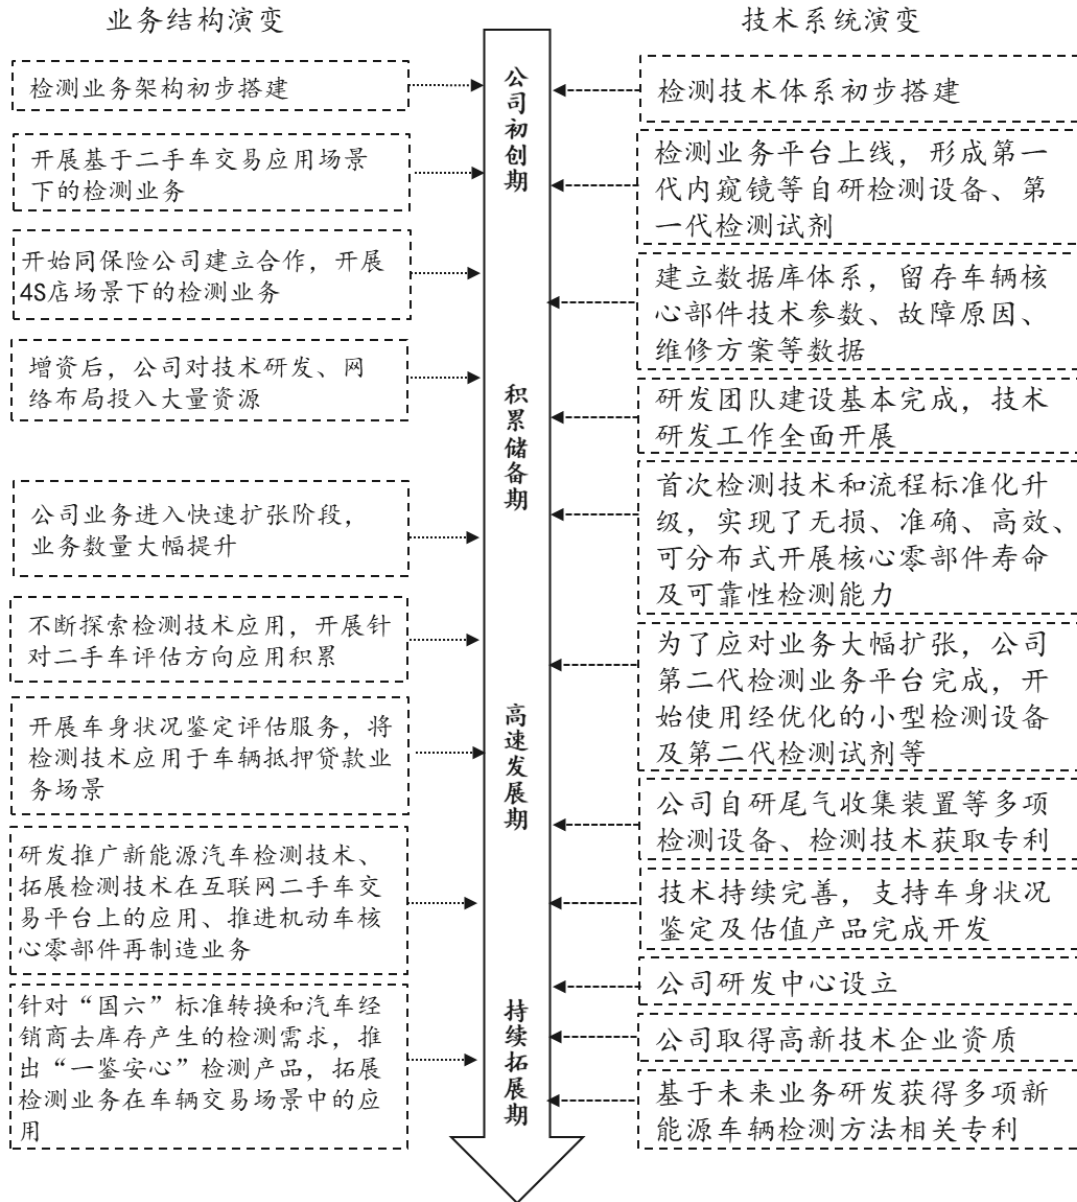 业务结构演变
检测业务架构初步搭建
开展基于二手车交易应用场景
下的检测业务
开始同保险公司建立合作，开展
4S店场景下的检测业务
增资后，公司对技术研发、网
络布局投入大量资源
公司业务进入快速扩张阶段，
业务数量大幅提升
不断探索检测技术应用，开展针
对二手车评估方向应用积累
开展车身状况鉴定评估服务，将
检测技术应用于车辆抵押贷款业
务场景
研发推广新能源汽车检测技术、
拓展检测技术在互联网二手车交
易平台上的应用、推进机动车核
心零部件再制造业务
针对“国六”标准转换和汽车经
销商去库存产生的检测需求，推
出“一鉴安心”检测产品，拓展
检测业务在车辆交易场景中的应
用
公司初创期
积累储备期
高速发展期
持续拓展期
技术系统演变
检测技术体系初步搭建
检测业务平台上线，形成第一
代内窥镜等自研检测设备、第
一代检测试剂
建立数据库体系，留存车辆核
心部件技术参数、故障原因、
维修方案等数据
研发团队建设基本完成，技术
研发工作全面开展
首次检测技术和流程标准化升
级，实现了无损、准确、高效、
可分布式开展核心零部件寿命
及可靠性检测能力
为了应对业务大幅扩张，公司
第二代检测业务平台完成，开
始使用经优化的小型检测设备
及第二代检测试剂等
公司自研尾气收集装置等多项
检测设备、检测技术获取专利
技术持续完善，支持车身状况
鉴定及估值产品完成开发
公司研发中心设立
公司取得高新技术企业资质
基于未来业务研发获得多项新
能源车辆检测方法相关专利